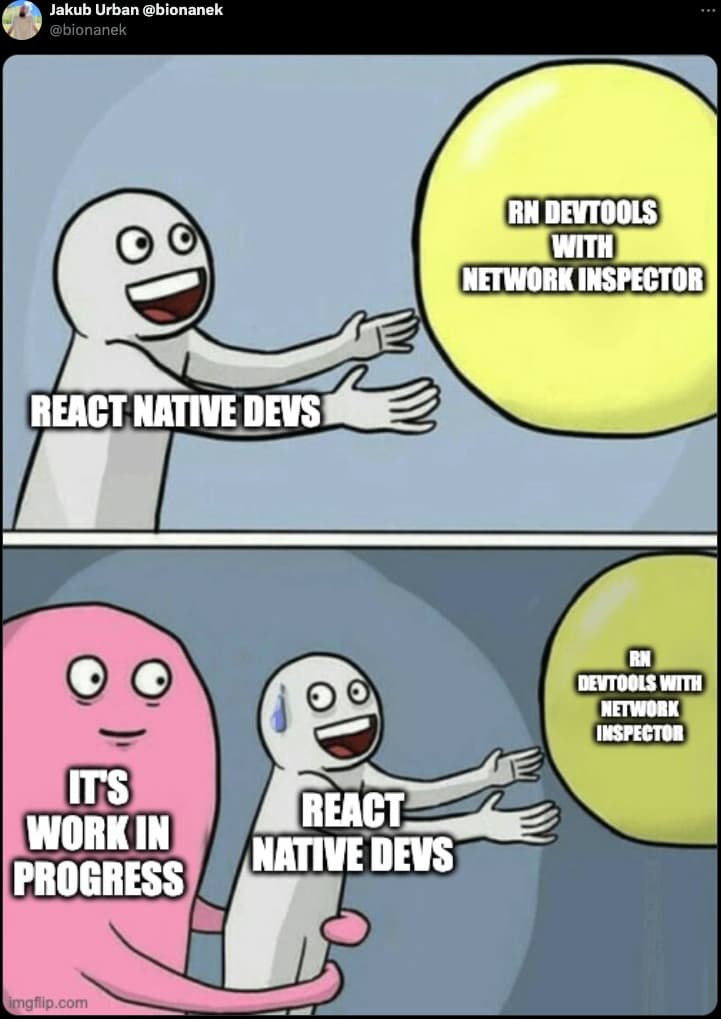 Jakub Urban @bionanek
@bionanek
RN DEVTOOLS
WITH
NETWORK INSPECTOR
REACT NATIVE DEVS
RN
DEVTOOLS WITH
NETWORK
INSPECTOR
IT'S
WORK IN
PROGRESS
REACT
NATIVE DEVS
imgflip.com